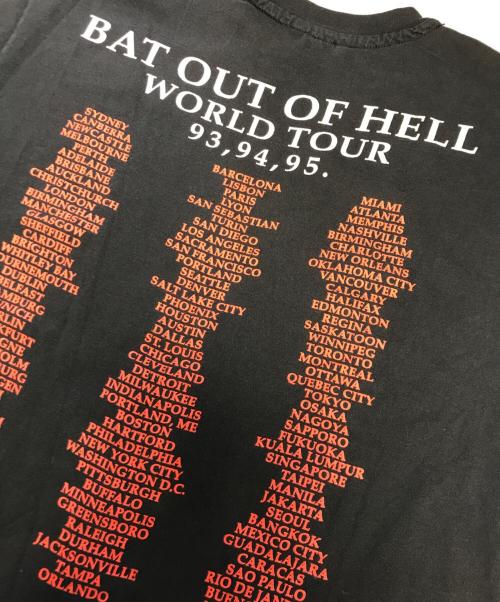 BAT OUT OF HELL
WORLD TOUR
93,94,95.
SYDNEY
CANBERRA
NEWCASTLE
MELBOURNE
PERTH
ADELAIDE
BRISBANE
AUCKLAND
CHRISTCHURCH
LONDON
BIRMINGHAM
MANCHESTER
GLASGOW
SHEFFIELD
CARDIFF
BRIGHTON
WHITLEY BAY
DUBLIN
BELFAST
BARCELONA
LISBON
PARIS
LYON
SAN SEBASTIAN
TURIN
SAN DIEGO
LOS ANGELES
SACRAMENTO
SAN FRANCISCO
PORTLAND
SEATTLE
DENVER
SALT LAKE CITY
PHOENIX
HOUSTON
AUSTIN
DALLAS
ST. LOUIS
CHICAGO
CLEVELAND
DETROIT
MILWAUKEE
INDIANAPOLIS
PORTLAND, ME
BOSTON
HARTFORD
PHILADELPHIA
NEW YORK CITY
WASHINGTON D.C.
PITTSBURGH
BUFFALO
MINNEAPOLIS
GREENSBORO
RALEIGH
DURHAM
JACKSONVILLE
TAMPA
ORLANDO
MIAMI
ATLANTA
MEMPHIS
NASHVILLE
BIRMINGHAM
CHARLOTTE
NEW ORLEANS
OKLAHOMA CITY
VANCOUVER
CALGARY
HALIFAX
EDMONTON
REGINA
SASKATOON
WINNIPEG
TORONTO
MONTREAL
OTTAWA
QUEBEC CITY
TOKYO
OSAKA
NAGOYA
SAPPORO
FUKUOKA
KUALA LUMPUR
SINGAPORE
TAIPEI
MANILA
JAKARTA
SEOUL
BANGKOK
MEXICO CITY
GUADALAJARA
CARACAS
SÃO PAULO